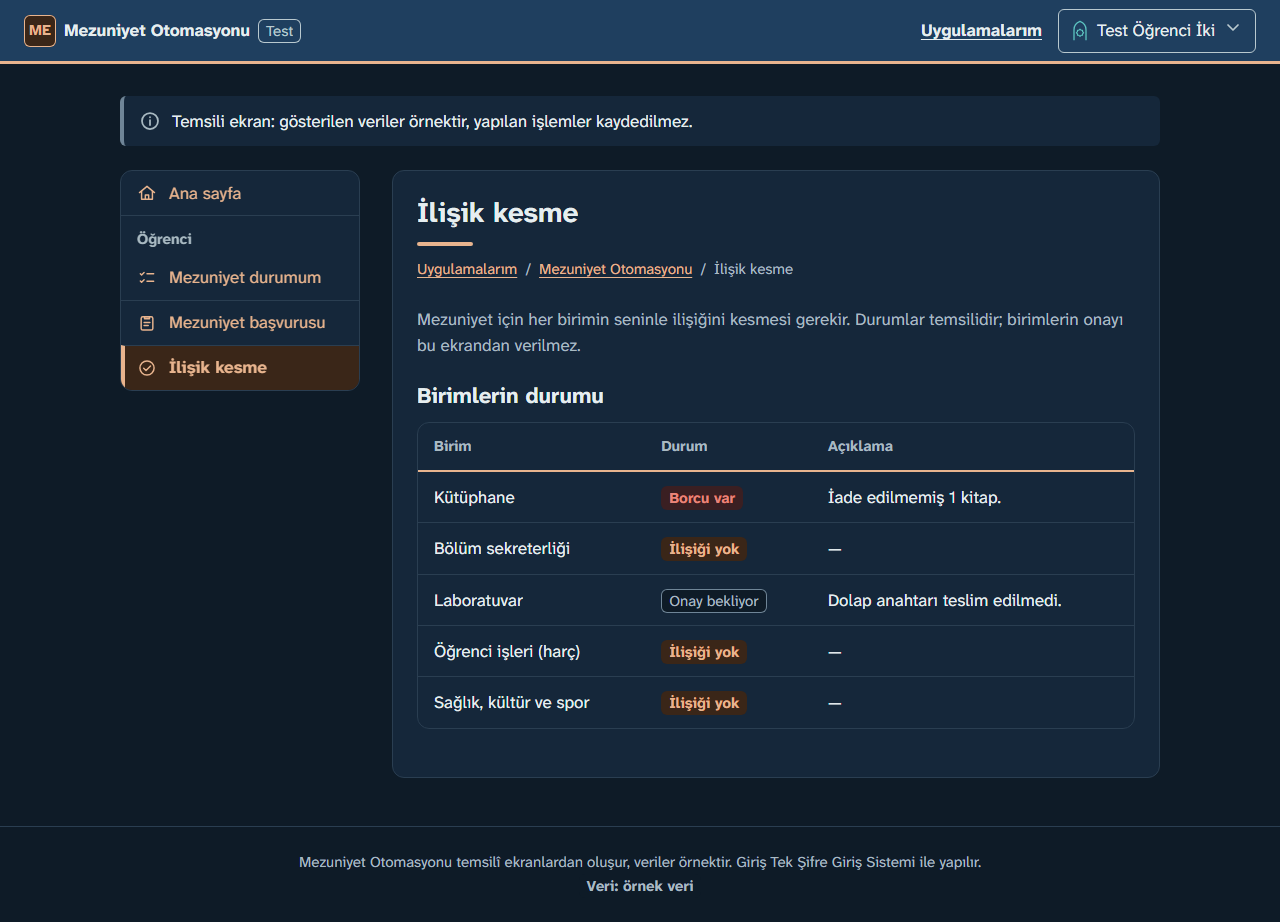 ME Mezuniyet Otomasyonu Test
Uygulamalarım
Test Öğrenci İki
Temsili ekran: gösterilen veriler örnektir, yapılan işlemler kaydedilmez.
Ana sayfa
Öğrenci
Mezuniyet durumum
Mezuniyet başvurusu
İlişik kesme
İlişik kesme
Uygulamalarım / Mezuniyet Otomasyonu / İlişik kesme
Mezuniyet için her birimin seninle ilişiğini kesmesi gerekir. Durumlar temsilidir; birimlerin onayı
bu ekrandan verilmez.
Birimlerin durumu
Birim Durum Açıklama
Kütüphane Borcu var İade edilmemiş 1 kitap.
Bölüm sekreterliği İlişiği yok —
Laboratuvar Onay bekliyor Dolap anahtarı teslim edilmedi.
Öğrenci işleri (harç) İlişiği yok —
Sağlık, kültür ve spor İlişiği yok —
Mezuniyet Otomasyonu temsilî ekranlardan oluşur, veriler örnektir. Giriş Tek Şifre Giriş Sistemi ile yapılır.
Veri: örnek veri